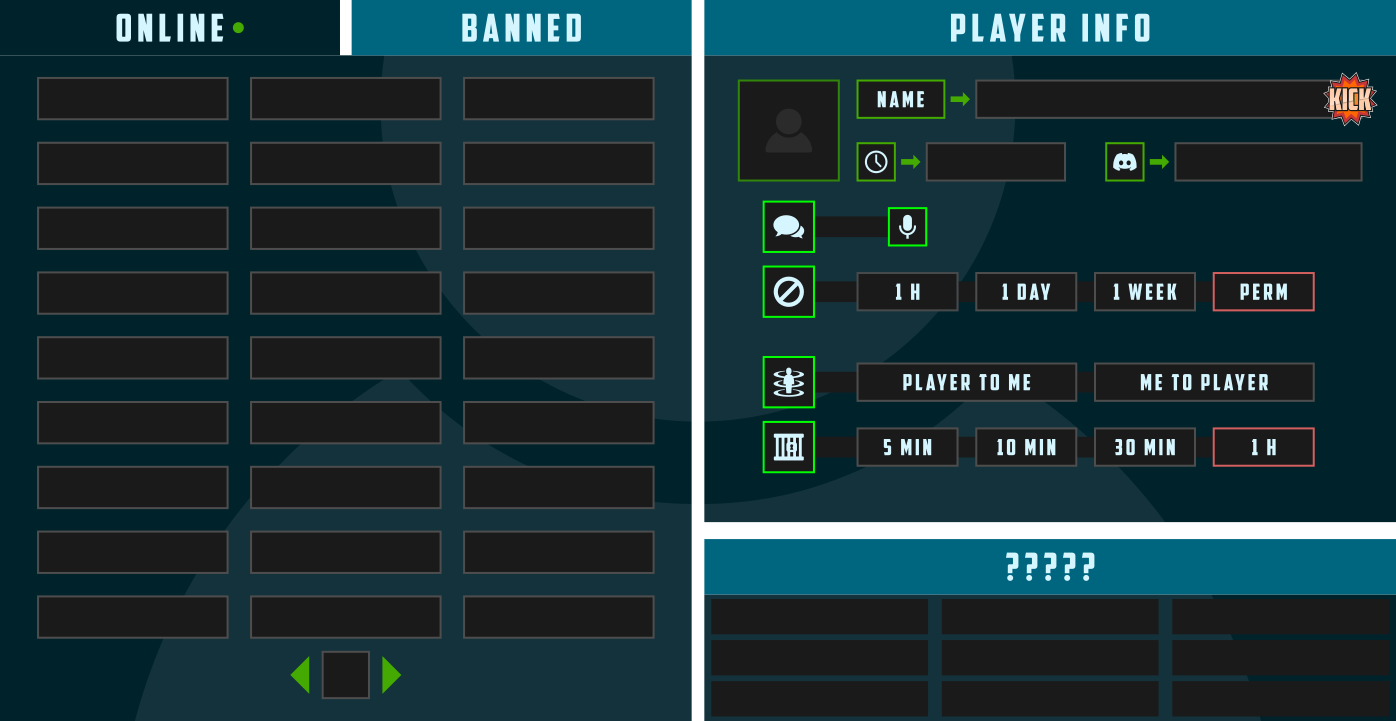 ONLINE
BANNED
PLAYER INFO
NAME
KICK
1 H
1 DAY
1 WEEK
PERM
PLAYER TO ME
ME TO PLAYER
5 MIN
10 MIN
30 MIN
1 H
?????